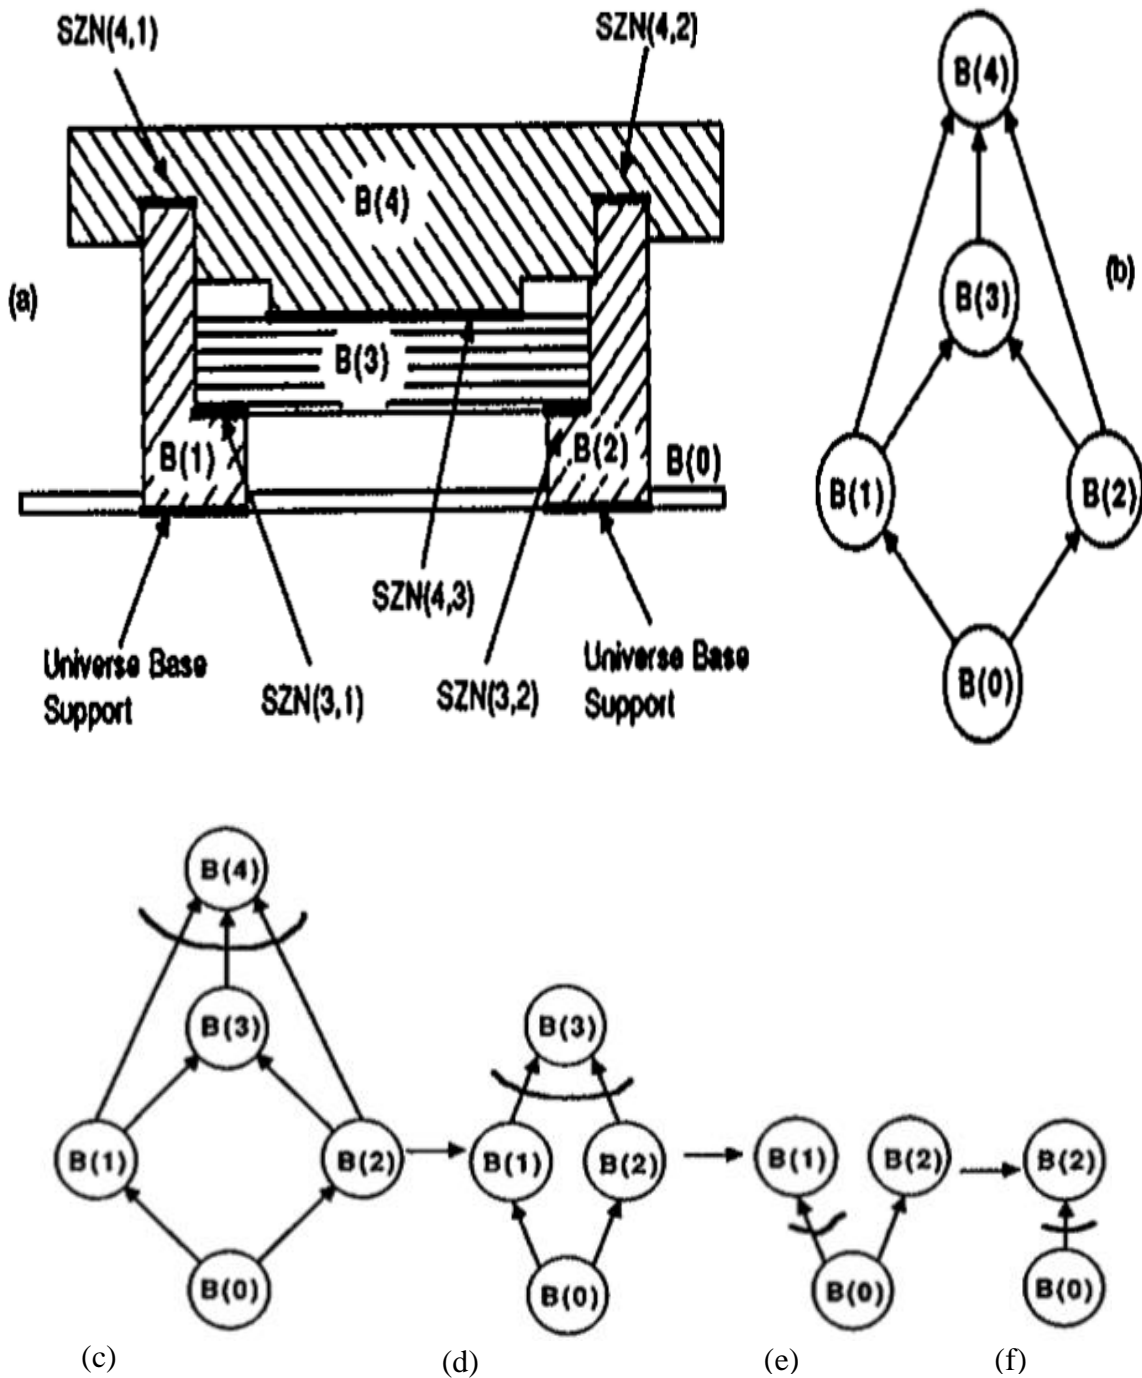 SZN(4,1)
SZN(4,2)
B(4)
(a)
B(3)
B(1)
B(2)
B(0)
SZN(4,3)
Universe Base
Support
SZN(3,1)
SZN(3,2)
Universe Base
Support
B(4)
B(3)
(b)
B(1)
B(2)
B(0)
B(4)
B(3)
B(1)
B(2)
B(0)
(c)
B(3)
B(1)
B(2)
B(0)
(d)
B(1)
B(2)
B(0)
(e)
B(2)
B(0)
(f)